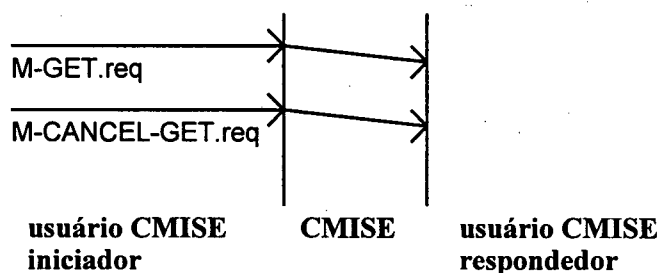 M-GET.req
M-CANCEL-GET.req
usuário CMISE CMISE usuário CMISE
iniciador respondedor